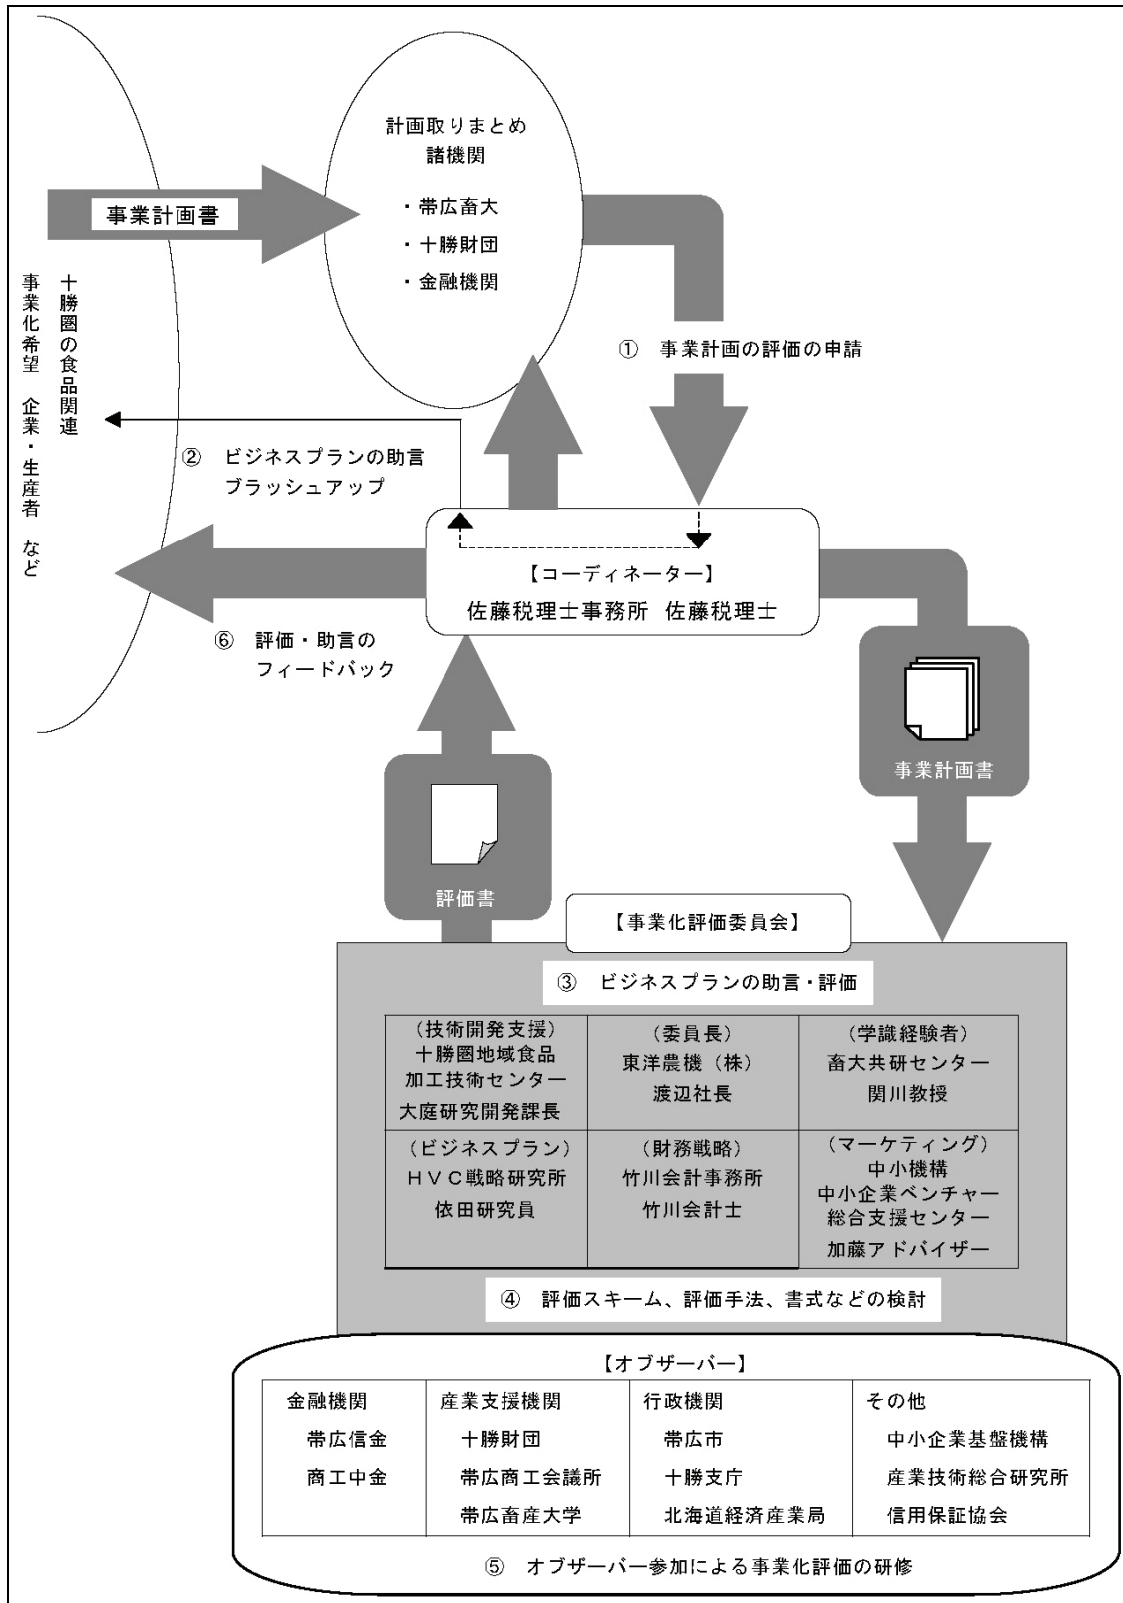 計画取りまとめ
諸機関
・帯広畜大
・十勝財団
・金融機関
事業計画書
十勝圏の食品関連
事業化希望 企業・生産者 など
① 事業計画の評価の申請
② ビジネスプランの助言
ブラッシュアップ
【コーディネーター】
佐藤税理士事務所 佐藤税理士
⑥ 評価・助言の
フィードバック
事業計画書
評価書
【事業化評価委員会】
③ ビジネスプランの助言・評価
(技術開発支援)
十勝圏地域食品
加工技術センター
大庭研究開発課長
(委員長)
東洋農機(株)
渡辺社長
(学識経験者)
畜大共研センター
関川教授
(ビジネスプラン)
HVC戦略研究所
依田研究員
(財務戦略)
竹川会計事務所
竹川会計士
(マーケティング)
中小機構
中小企業ベンチャー
総合支援センター
加藤アドバイザー
④ 評価スキーム、評価手法、書式などの検討
【オブザーバー】
金融機関
帯広信金
商工中金
産業支援機関
十勝財団
帯広商工会議所
帯広畜産大学
行政機関
帯広市
十勝支庁
北海道経済産業局
その他
中小企業基盤機構
産業技術総合研究所
信用保証協会
⑤ オブザーバー参加による事業化評価の研修